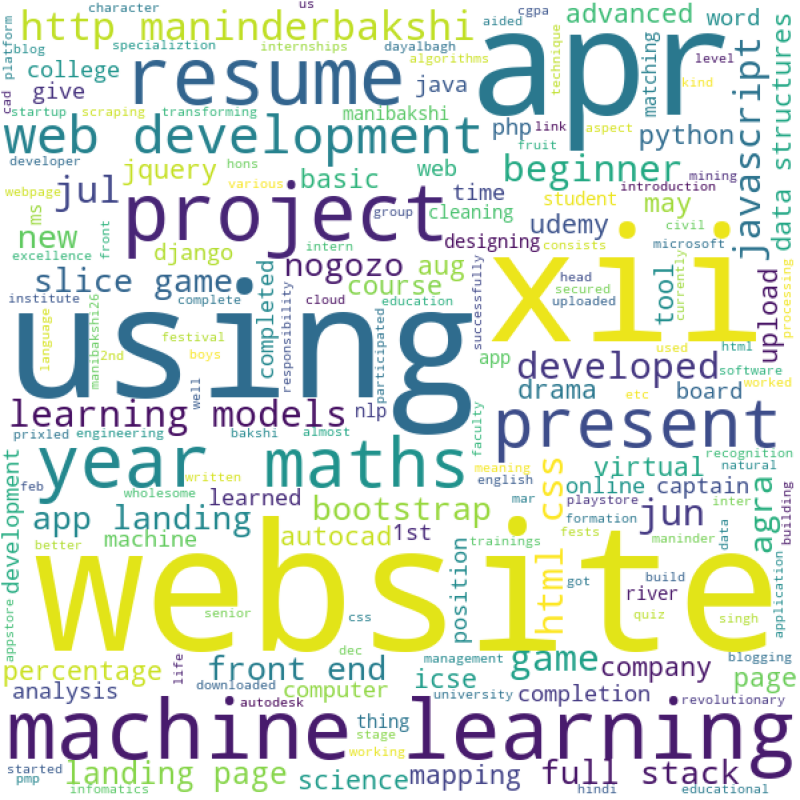 character
us
cgpa
http maninderbakshi
aided
apr
advanced
word
blog
specializtion
internships
dayalbagh
algorithms
technique
matching
level
kind
platform
cad
college
resume
java
javascript
data structures
give
manibakshi
startup
scraping
transforming
php
link
aspect
python
web development
fruit
developer
hons
jquery
basic
web
beginner
mining
webpage
various
introduction
jul
project
time
student
may
ms
group
cleaning
udemy
civil
new
front
intern
designing
consists
microsoft
excellence
django
nogozo
aug
xii
processing
slice game
completed
course
successfully
head
secured
uploaded
tool
currently
upload
institute
complete
cloud
education
responsibility
participated
language
manibakshi26
2nd
festival
boys
using
used
html
app
developed
software
well
etc
worked
drama
board
learning models
nlp
present
prixled
engineering
bakshi
almost
faculty
year maths
recognition
meaning
virtual
natural
development
feb
written
english
html css
online
captain
agra
wholesome
learned
mar
playstore
inter
building
app landing
bootstrap
formation
jun
data
machine
autocad
1st
trainings
fests
maninder
application
better
position
website
got
build
appstore
river
senior
css
quiz
singh
dec
percentage
life
front end
management
game
company
blogging
page
analysis
downloaded
computer
icse
university
completion
revolutionary
autodesk
machine learning
thing
stage
working
started
pmp
landing page
science
mapping
full stack
infomatics
hindi
educational